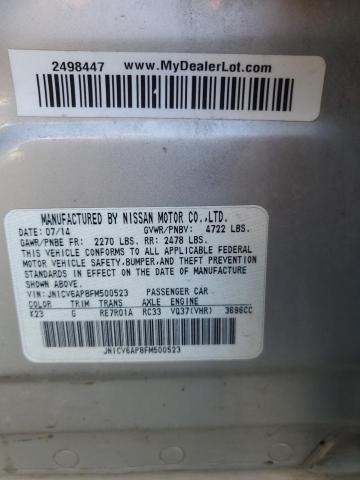 2498447 www.MyDealerLot.com
MANUFACTURED BY NISSAN MOTOR CO.,LTD.
DATE: 07/14 GVWR/PNBV: 4722 LBS.
GAWR/PNBE FR: 2270 LBS. RR: 2478 LBS.
THIS VEHICLE CONFORMS TO ALL APPLICABLE FEDERAL
MOTOR VEHICLE SAFETY,BUMPER,AND THEFT PREVENTION
STANDARDS IN EFFECT ON THE DATE OF MANUFACTURE
SHOWN ABOVE.
VIN: JN1CV6AP8FM500523 PASSENGER CAR
COLOR TRIM TRANS AXLE ENGINE
K23 G RE7R01A RC33 VQ37(VHR) 3696CC
JN1CV6AP8FM500523